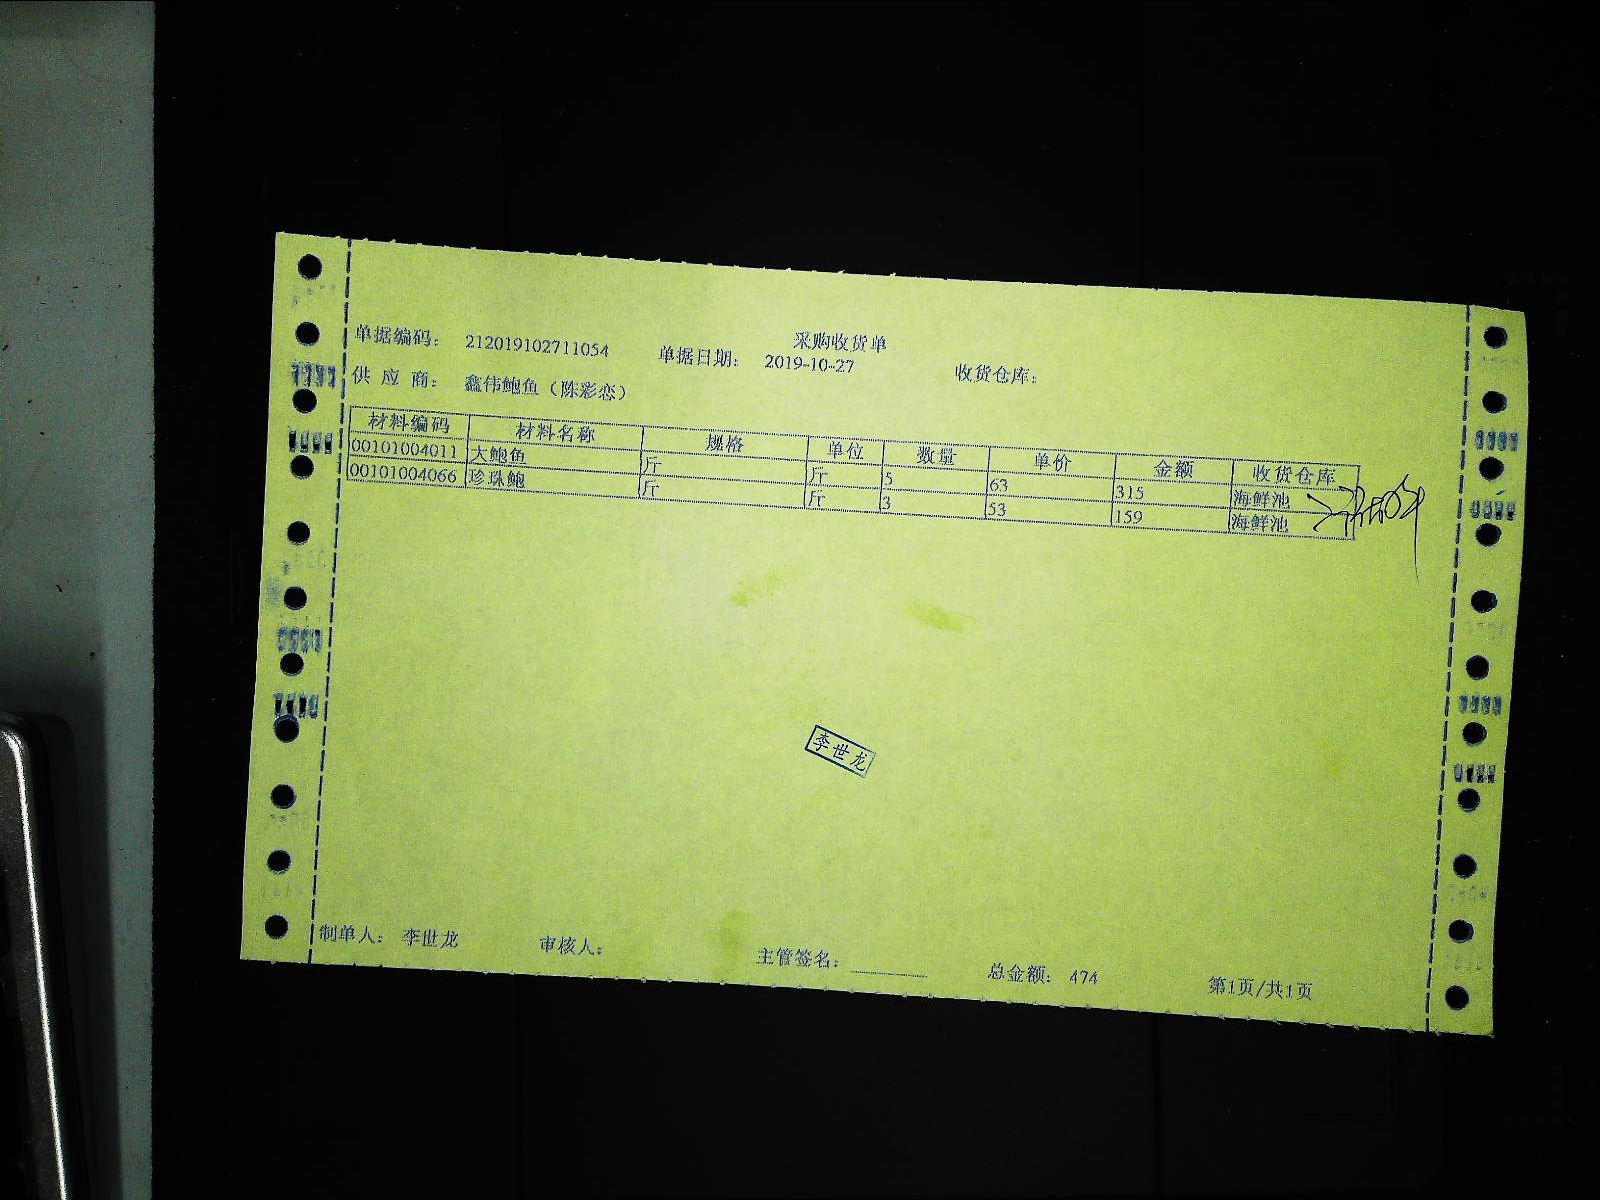 采购收货单
单据编码: 212019102711054 单据日期: 2019-10-27 收货仓库:
供 应 商: 鑫伟鲍鱼（陈彩恋）
材料编码 材料名称 规格 单位 数量 单价 金额 收货仓库
00101004011 大鲍鱼 斤 斤 5 63 315 海鲜池
00101004066 珍珠鲍 斤 斤 3 53 159 海鲜池
李世龙
制单人: 李世龙 审核人: 主管签名: 总金额: 474 第1页/共1页